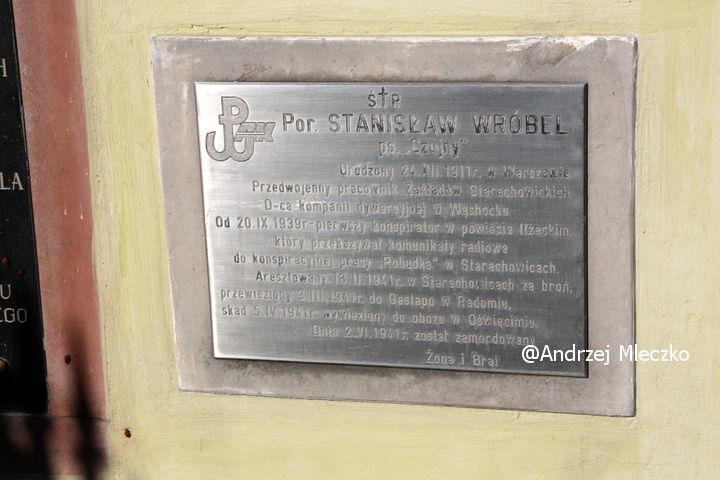 H
LA
U
EGO
Ś†P.
Por. STANISŁAW WRÓBEL
ps. „Czujny"
Urodzony 24.XII.1911r. w Warszawie
Przedwojenny pracownik Zakładów Starachowickich
D-ca kompanii dywersyjnej w Wąchocku
Od 20.IX.1939r. pierwszy konspirator w powiecie Iłżeckim
który przekazywał komunikaty radiowe
do konspiracyjnej prasy „Pobudka" w Starachowicach.
Aresztowany 13.II.1941r. w Starachowicach za broń,
przewieziony 3.III.1941r. do Gestapo w Radomiu,
skąd 5.IV.1941r. wywieziony do obozu w Oświęcimiu.
Dnia 2.VI.1941r. został zamordowany
Żona i Brat
@Andrzej Mleczko